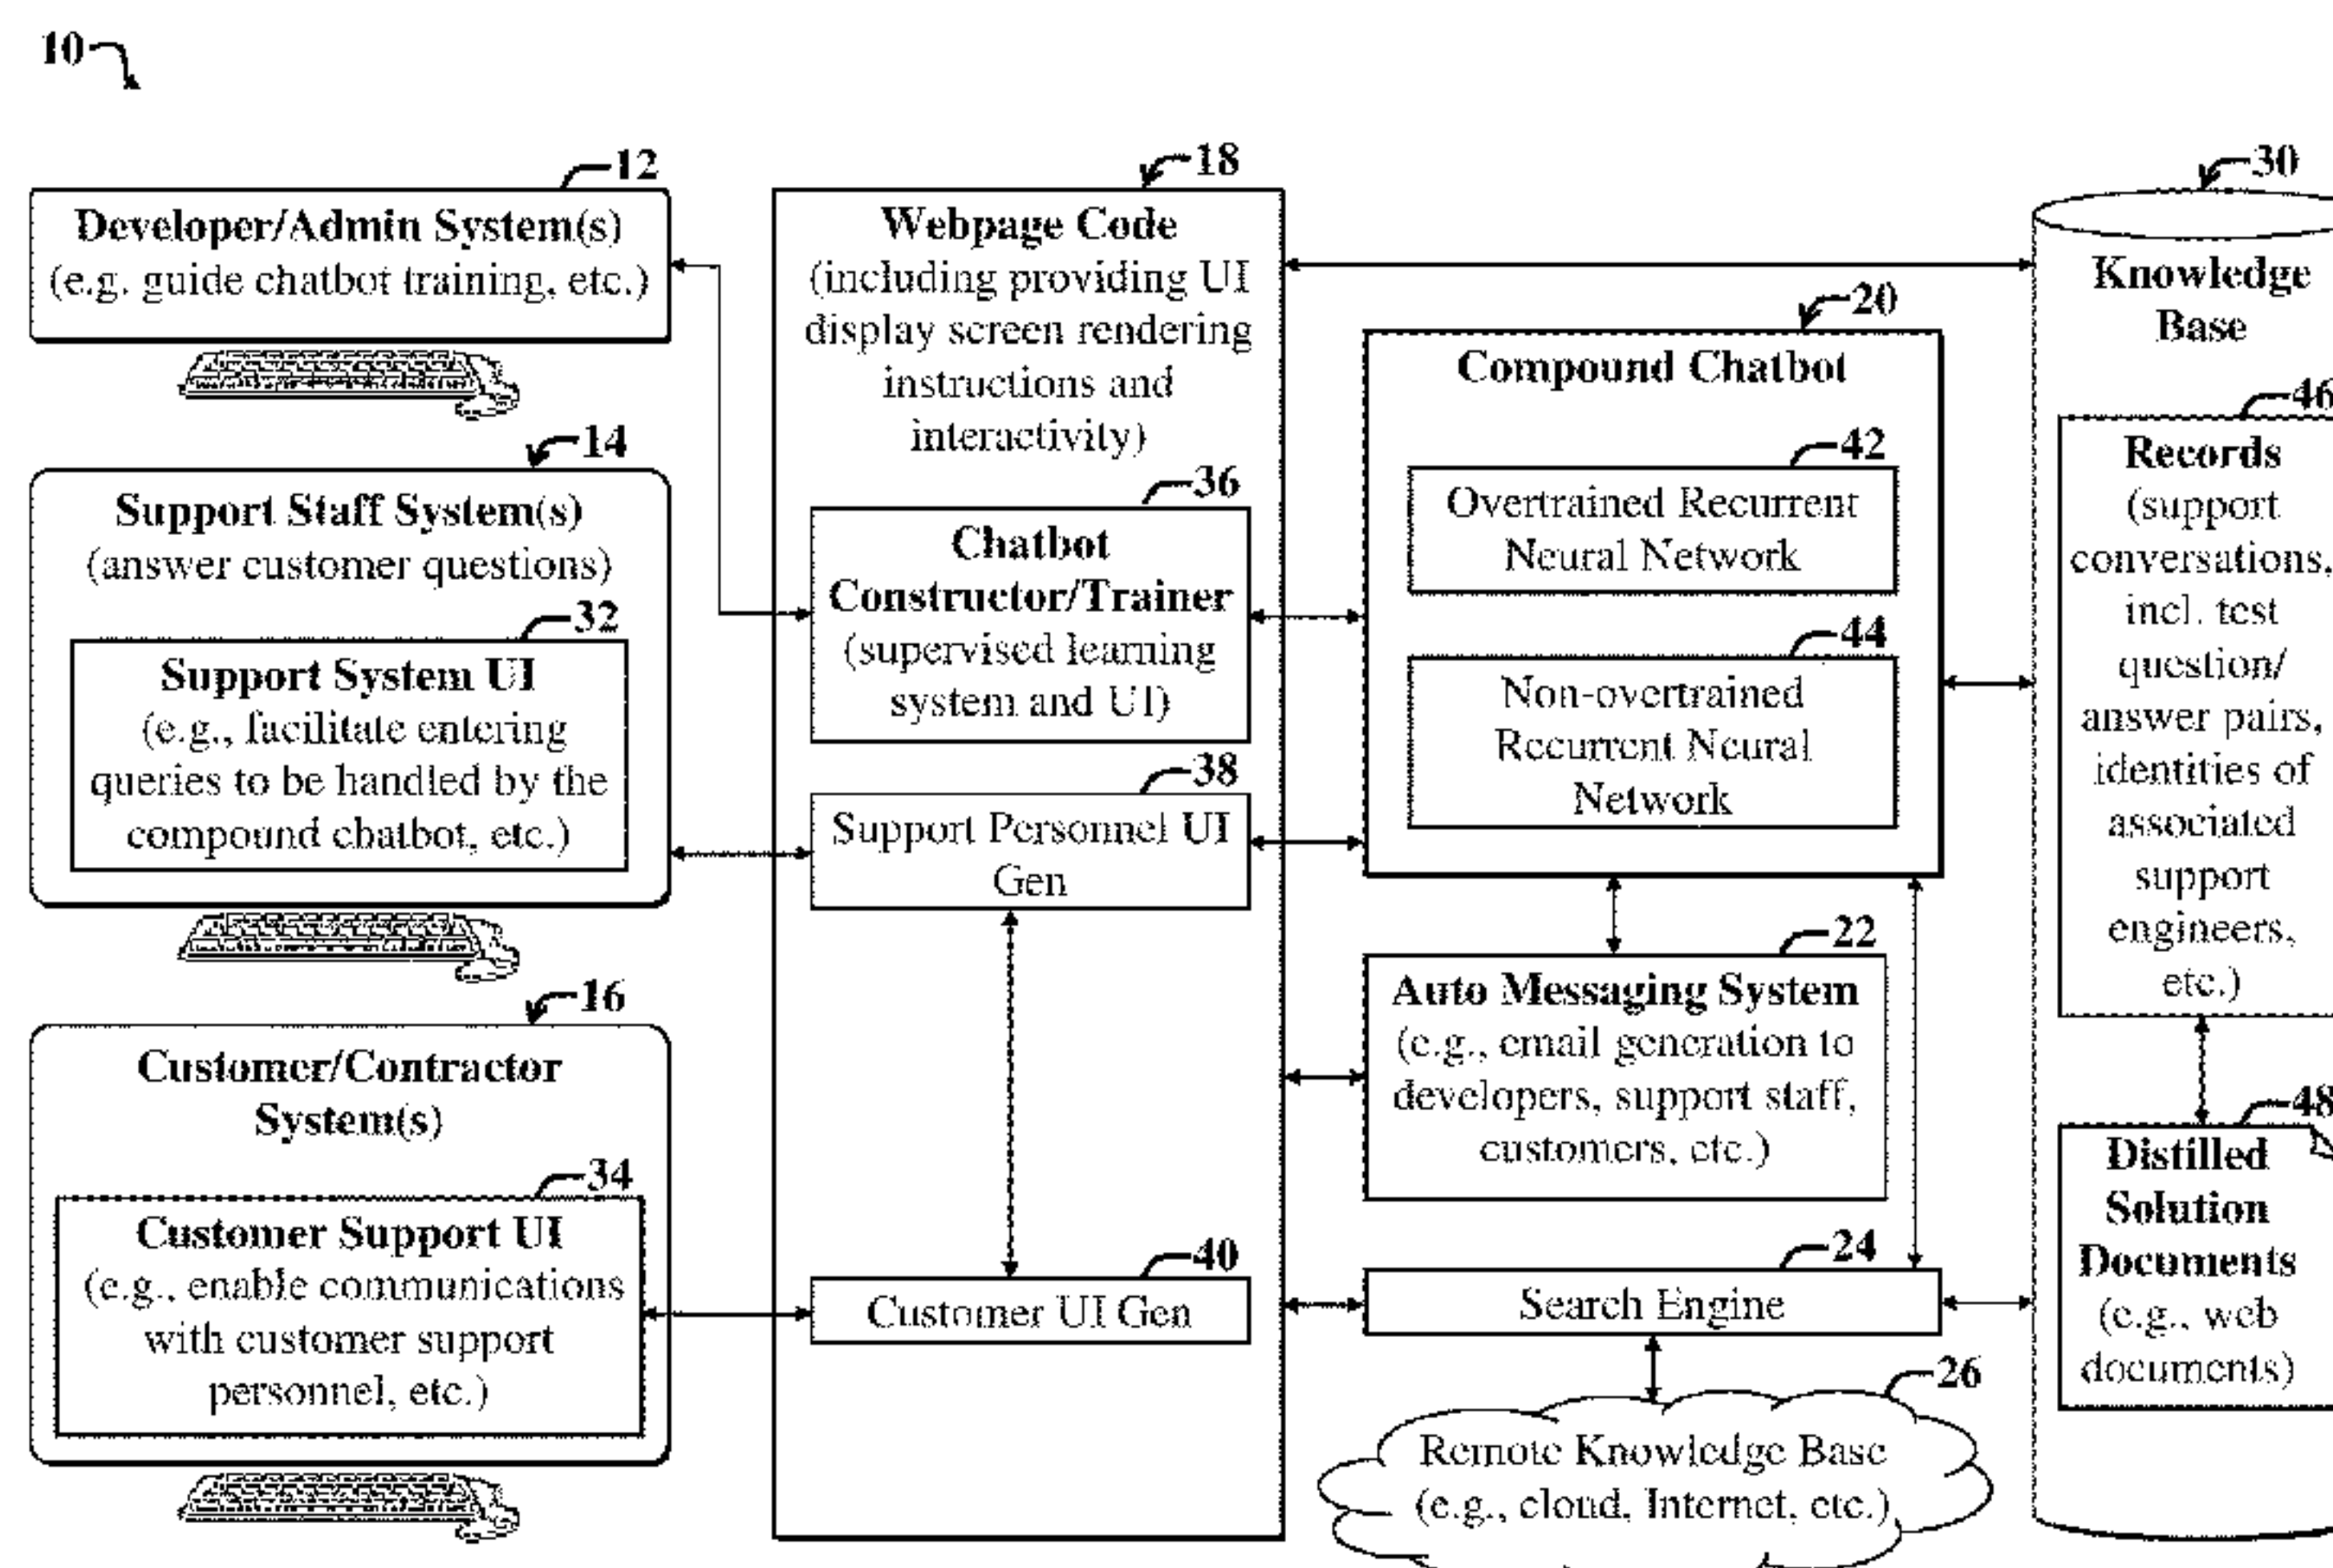 10
12
Developer/Admin System(s)
(e.g. guide chatbot training, etc.)
14
Support Staff System(s)
(answer customer questions)
32
Support System UI
(e.g., facilitate entering
queries to be handled by the
compound chatbot, etc.)
16
Customer/Contractor
System(s)
34
Customer Support UI
(e.g., enable communications
with customer support
personnel, etc.)
18
Webpage Code
(including providing UI
display screen rendering
instructions and
interactivity)
36
Chatbot
Constructor/Trainer
(supervised learning
system and UI)
38
Support Personnel UI
Gen
40
Customer UI Gen
20
Compound Chatbot
42
Overtrained Recurrent
Neural Network
44
Non-overtrained
Recurrent Neural
Network
22
Auto Messaging System
(e.g., email generation to
developers, support staff,
customers, etc.)
24
Search Engine
26
Remote Knowledge Base
(e.g., cloud, Internet, etc.)
30
Knowledge
Base
46
Records
(support
conversations,
incl. test
question/
answer pairs,
identities of
associated
support
engineers,
etc.)
48
Distilled
Solution
Documents
(e.g., web
documents)